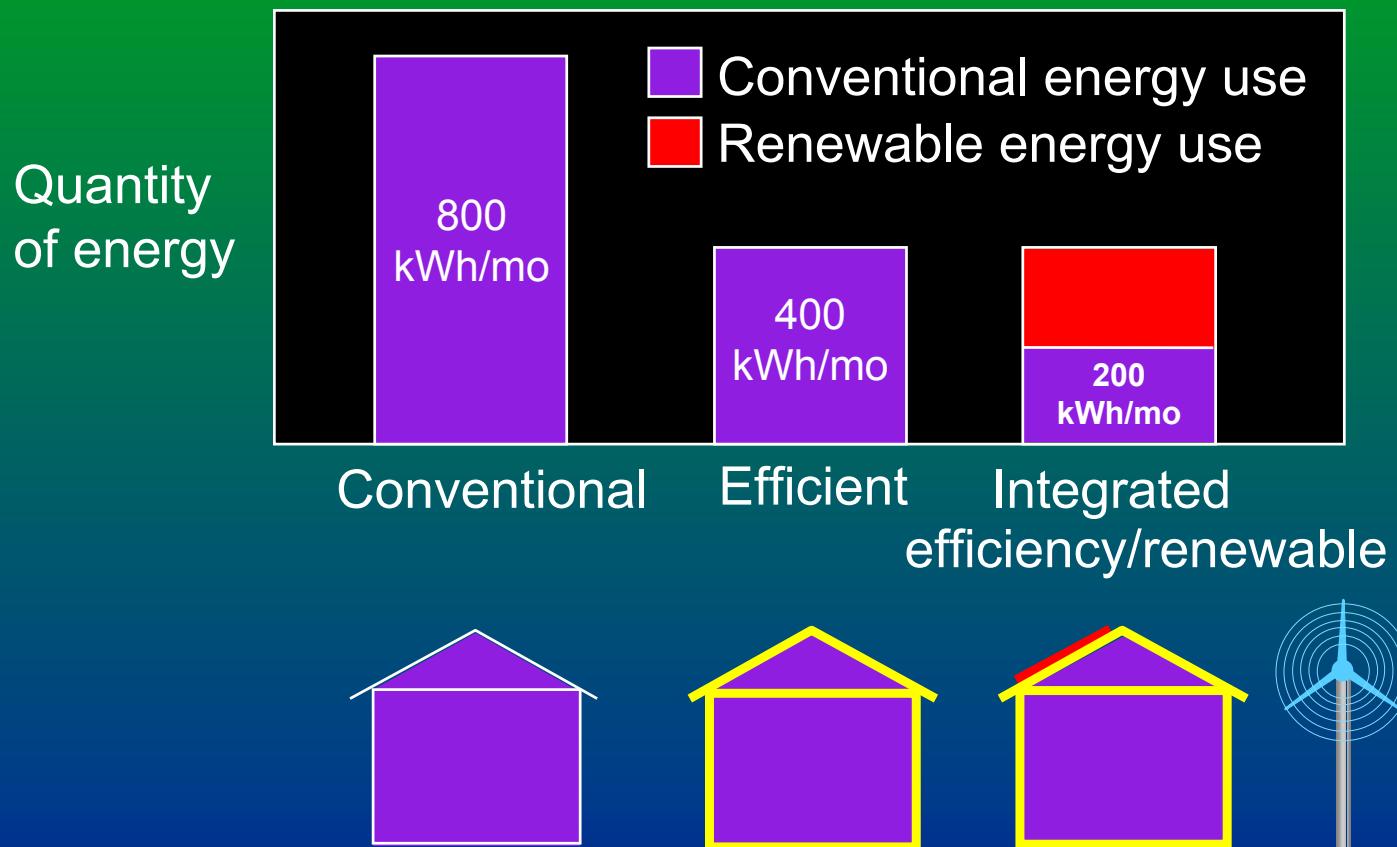 Conventional energy use
Renewable energy use
Quantity
of energy
800
kWh/mo
400
kWh/mo
200
kWh/mo
Conventional
Efficient
Integrated
efficiency/renewable